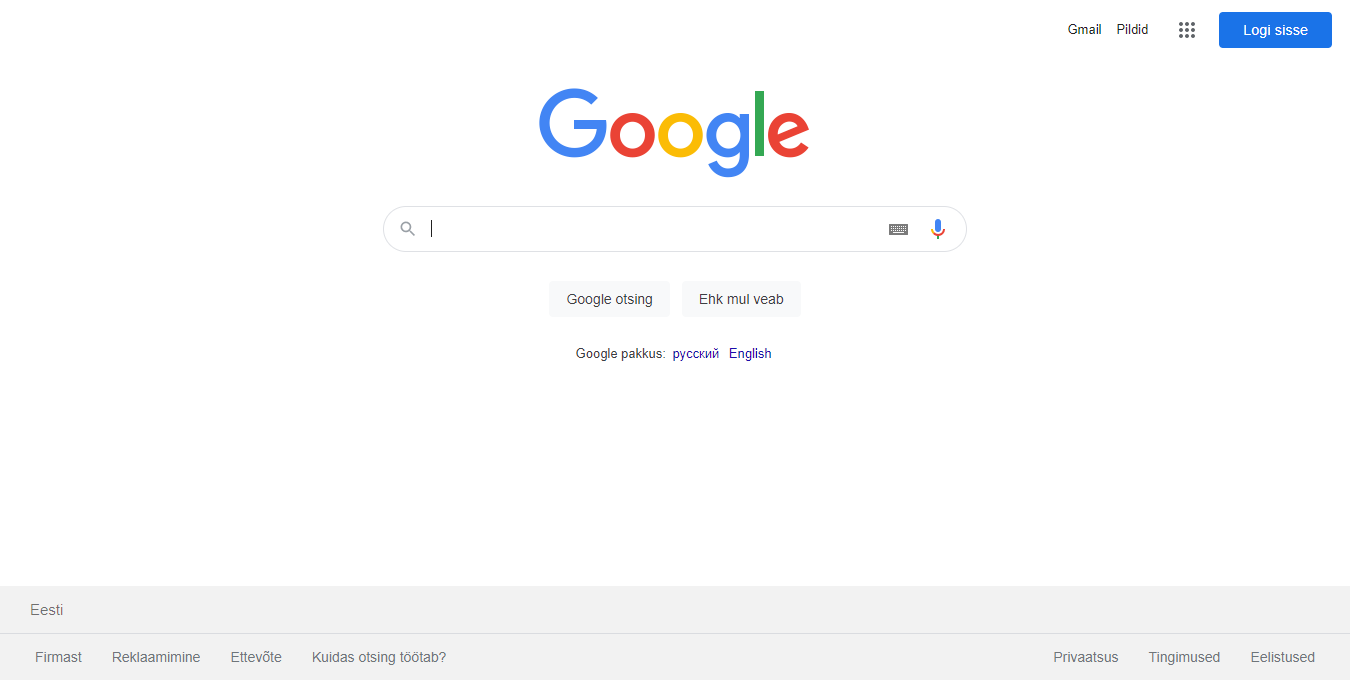 Gmail Pildid Logi sisse
Google
Google otsing Ehk mul veab
Google pakkus: русский English
Eesti
Firmast Reklaamimine Ettevõte Kuidas otsing töötab? Privaatsus Tingimused Eelistused